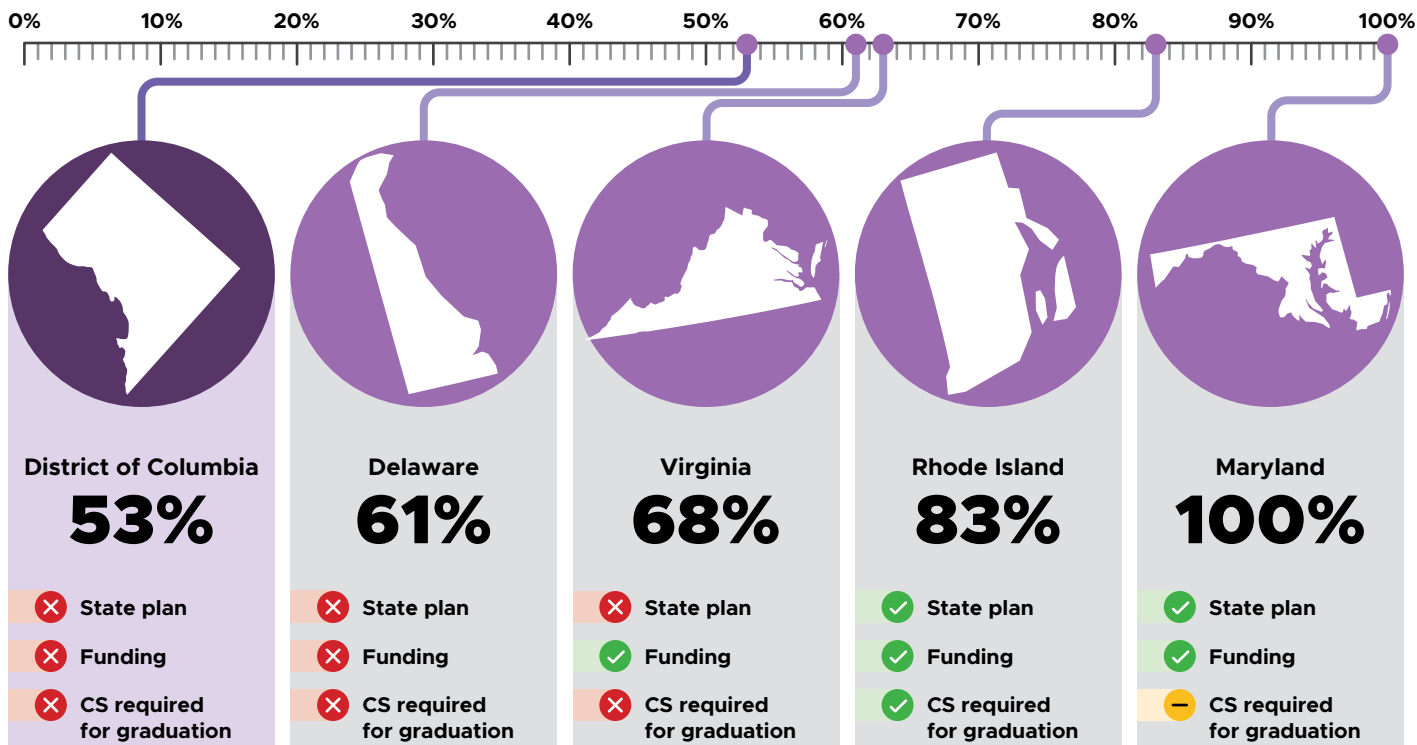 0% 10% 20% 30% 40% 50% 60% 70% 80% 90% 100%
District of Columbia
53%
State plan
Funding
CS required
for graduation
Delaware
61%
State plan
Funding
CS required
for graduation
Virginia
68%
State plan
Funding
CS required
for graduation
Rhode Island
83%
State plan
Funding
CS required
for graduation
Maryland
100%
State plan
Funding
CS required
for graduation